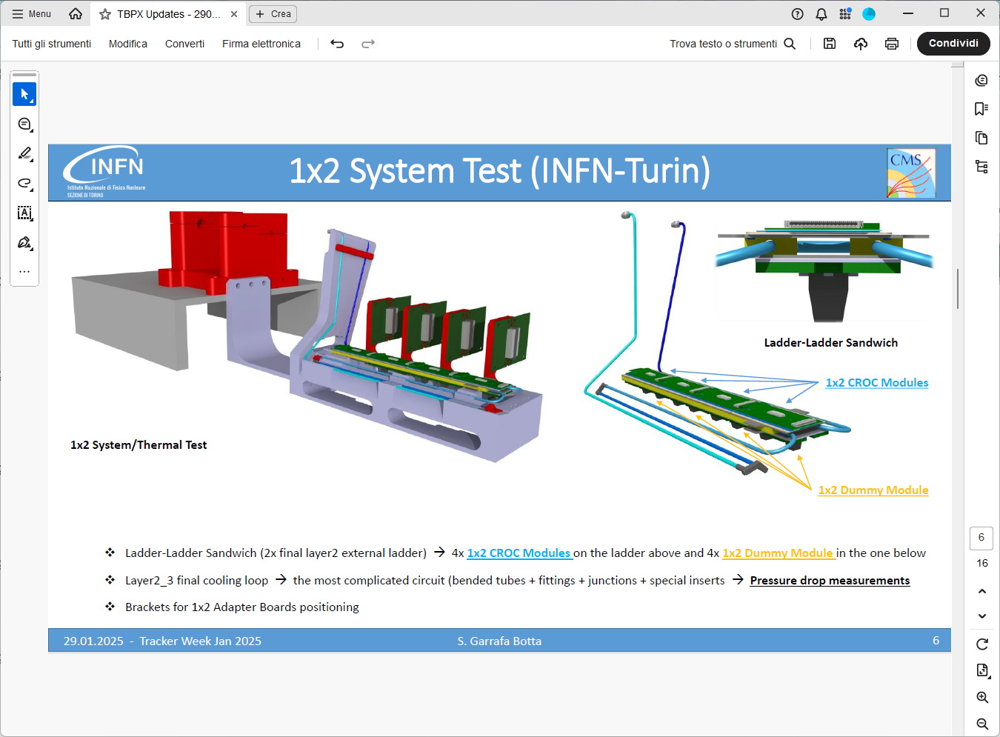 Menu
TBPX Updates - 290...
Crea
Tutti gli strumenti
Modifica
Converti
Firma elettronica
Trova testo o strumenti
Condividi
INFN
Istituto Nazionale di Fisica Nucleare
SEZIONE DI TORINO
1x2 System Test (INFN-Turin)
CMS
Ladder-Ladder Sandwich
1x2 CROC Modules
1x2 System/Thermal Test
1x2 Dummy Module
❖ Ladder-Ladder Sandwich (2x final layer2 external ladder) → 4x 1x2 CROC Modules on the ladder above and 4x 1x2 Dummy Module in the one below
❖ Layer2_3 final cooling loop → the most complicated circuit (bended tubes + fittings + junctions + special inserts → Pressure drop measurements
❖ Brackets for 1x2 Adapter Boards positioning
29.01.2025 - Tracker Week Jan 2025
S. Garrafa Botta
6
6
16